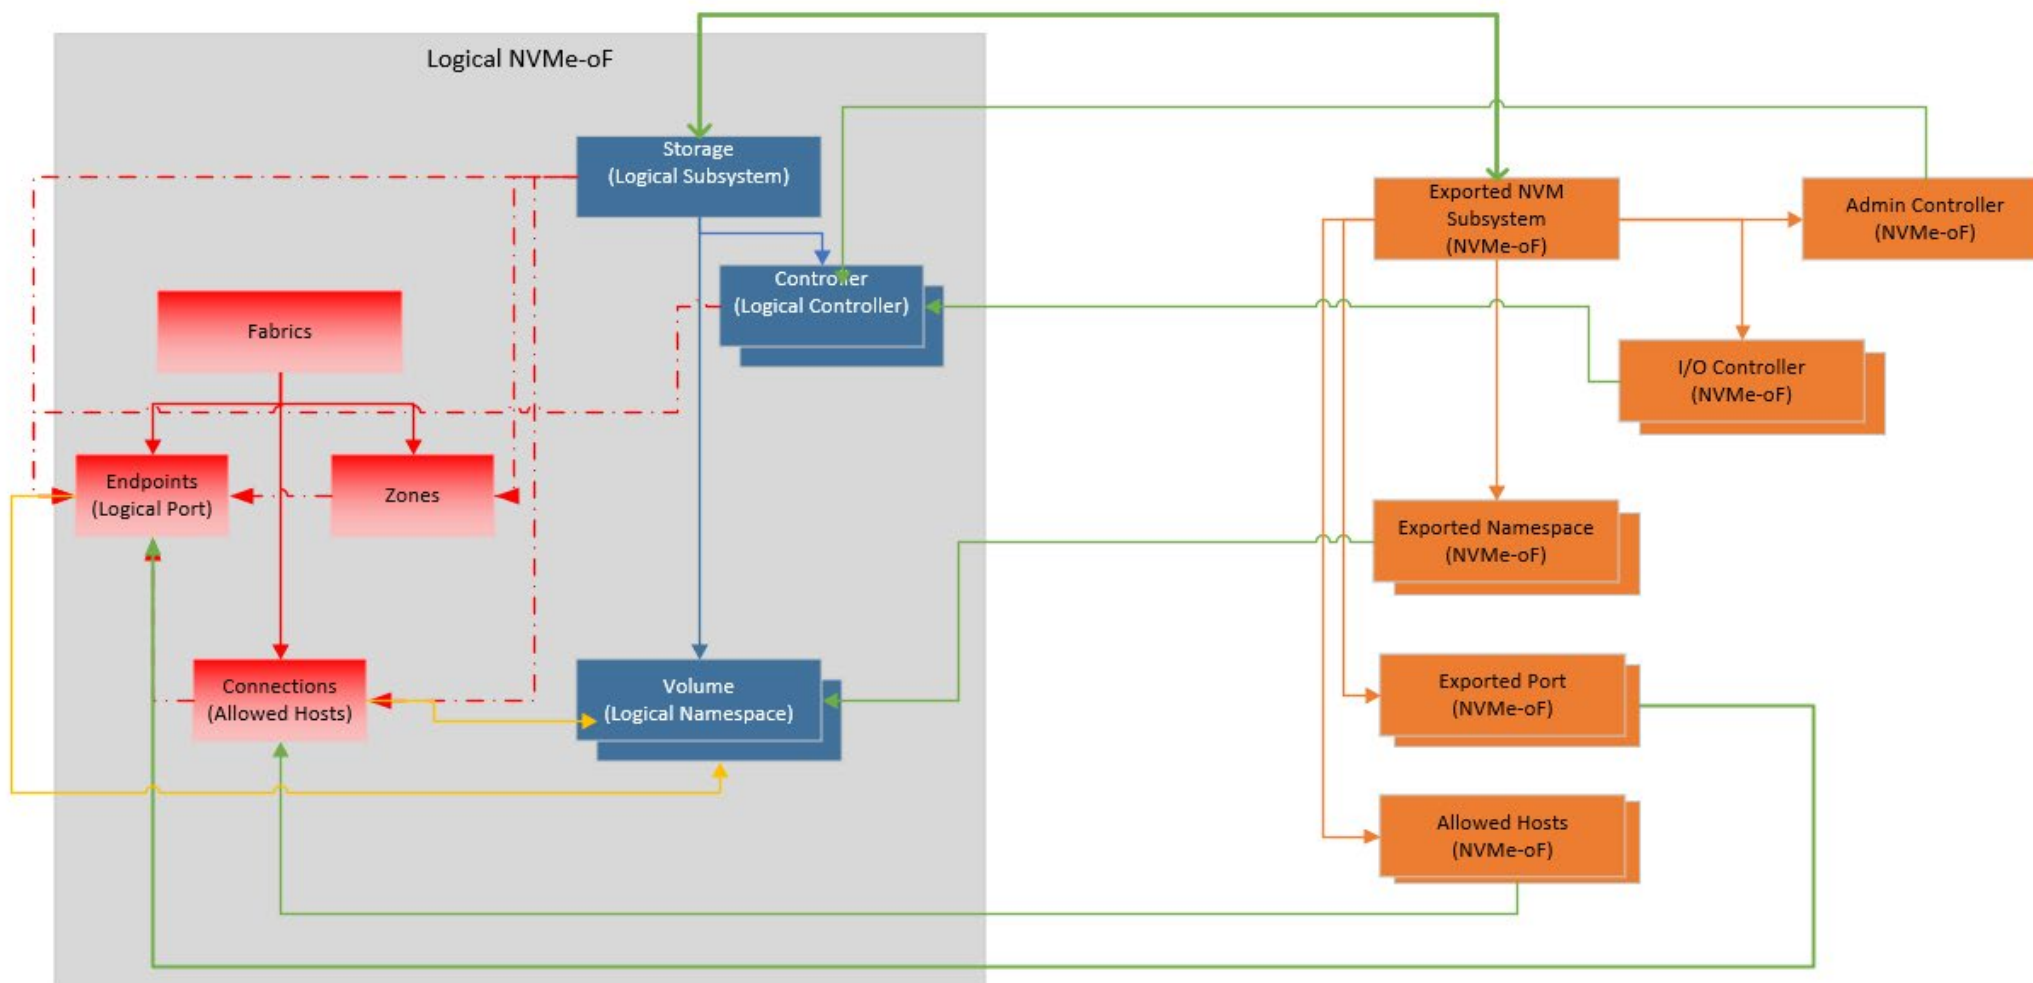 Logical NVMe-oF
Storage
(Logical Subsystem)
Exported NVM
Subsystem
(NVMe-oF)
Admin Controller
(NVMe-oF)
Controller
(Logical Controller)
Fabrics
I/O Controller
(NVMe-oF)
Endpoints
(Logical Port)
Zones
Exported Namespace
(NVMe-oF)
Connections
(Allowed Hosts)
Volume
(Logical Namespace)
Exported Port
(NVMe-oF)
Allowed Hosts
(NVMe-oF)